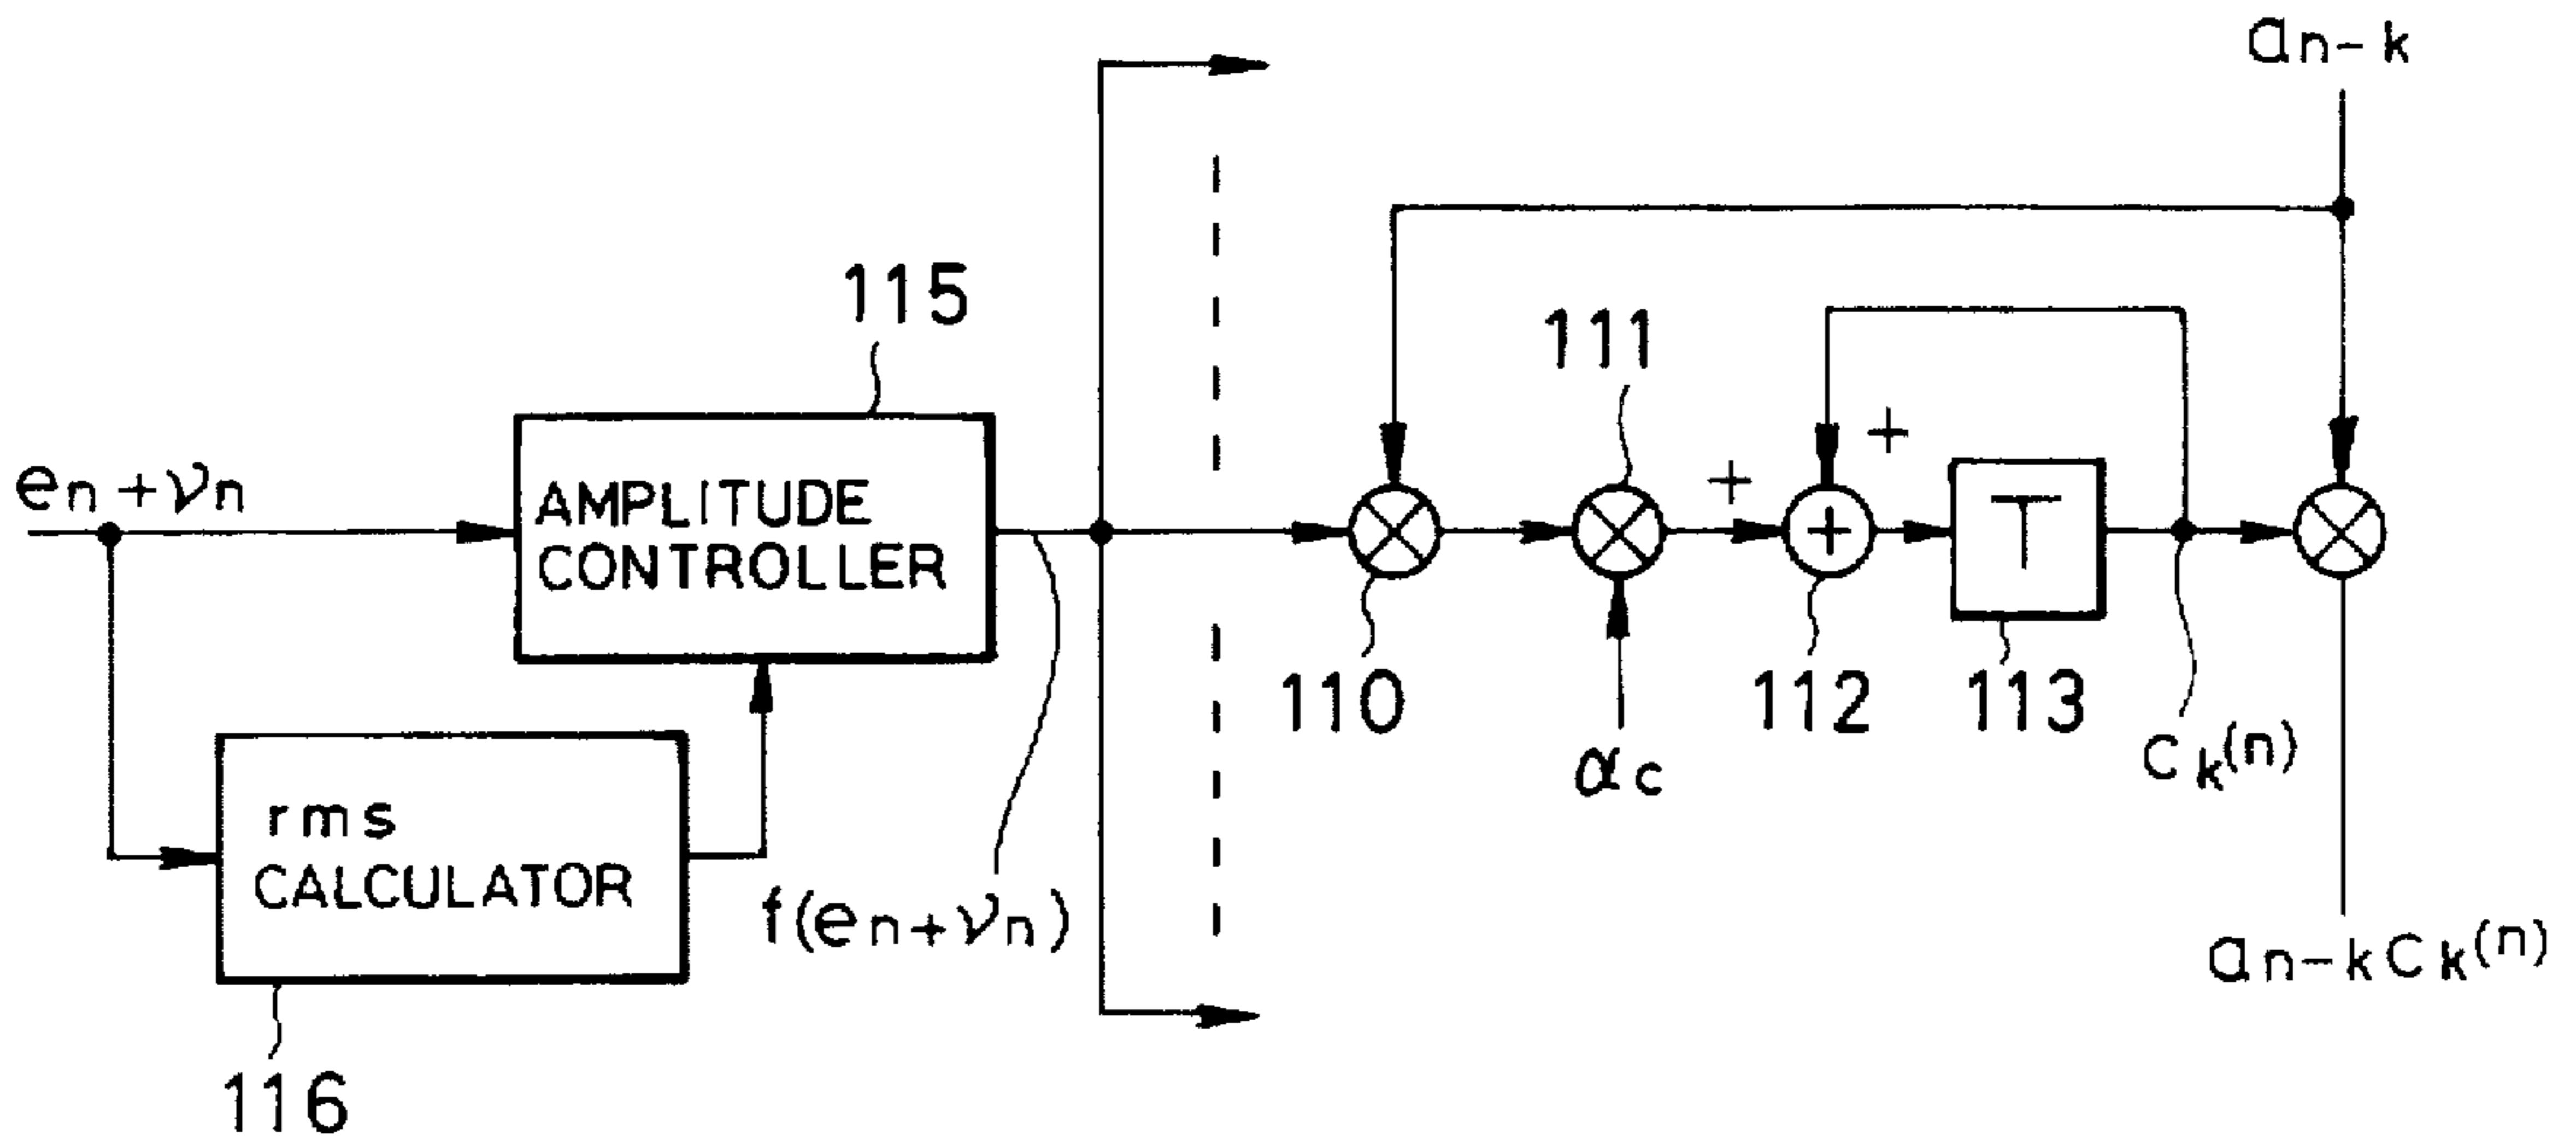 an-k
115
111
en+νn
+
+
AMPLITUDE
CONTROLLER
+
T
110
112
113
αc
Ck(n)
rms
CALCULATOR
f(en+νn)
an-kCk(n)
116